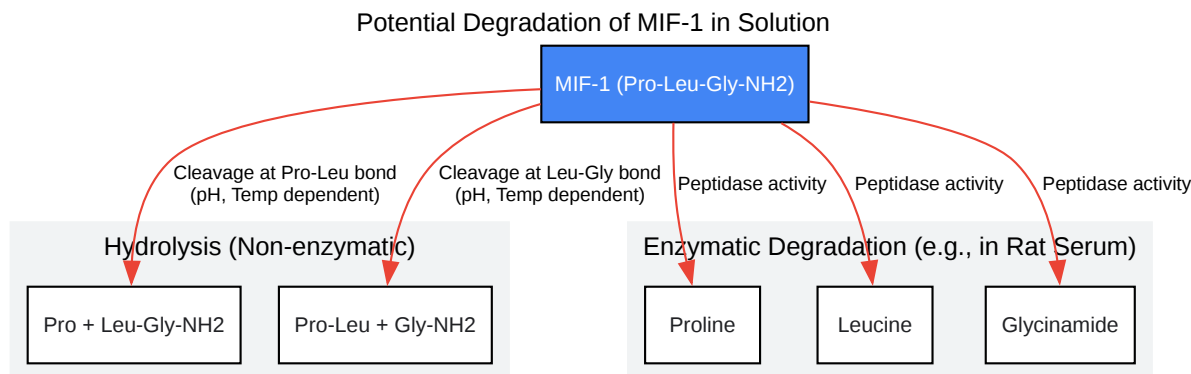 Potential Degradation of MIF-1 in Solution
MIF-1 (Pro-Leu-Gly-NH2)
Cleavage at Pro-Leu bond
(pH, Temp dependent)
Cleavage at Leu-Gly bond
(pH, Temp dependent)
Peptidase activity
Peptidase activity
Peptidase activity
Hydrolysis (Non-enzymatic)
Enzymatic Degradation (e.g., in Rat Serum)
Pro + Leu-Gly-NH2
Pro-Leu + Gly-NH2
Proline
Leucine
Glycinamide